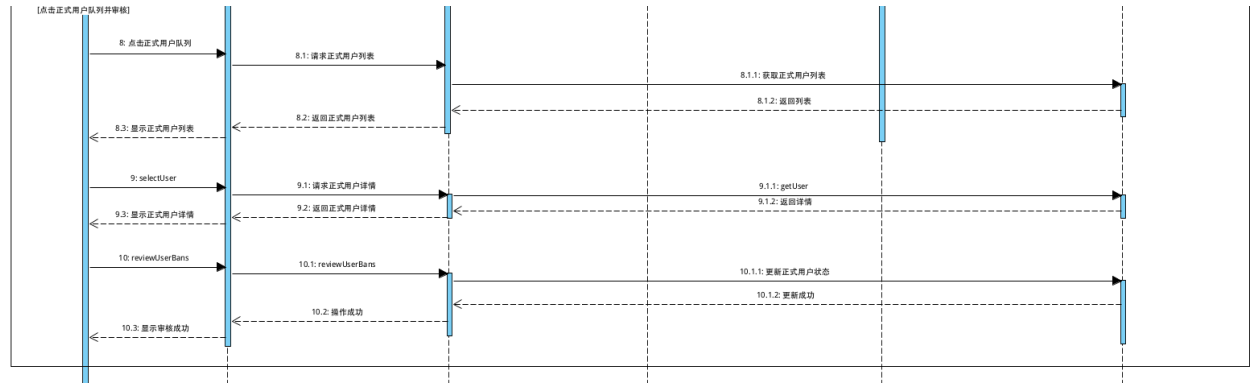 [点击正式用户队列并审核]
8: 点击正式用户队列
8.1: 请求正式用户列表
8.1.1: 获取正式用户列表
8.1.2: 返回列表
8.2: 返回正式用户列表
8.3: 显示正式用户列表
9: selectUser
9.1: 请求正式用户详情
9.1.1: getUser
9.1.2: 返回详情
9.2: 返回正式用户详情
9.3: 显示正式用户详情
10: reviewUserBans
10.1: reviewUserBans
10.1.1: 更新正式用户状态
10.1.2: 更新成功
10.2: 操作成功
10.3: 显示审核成功